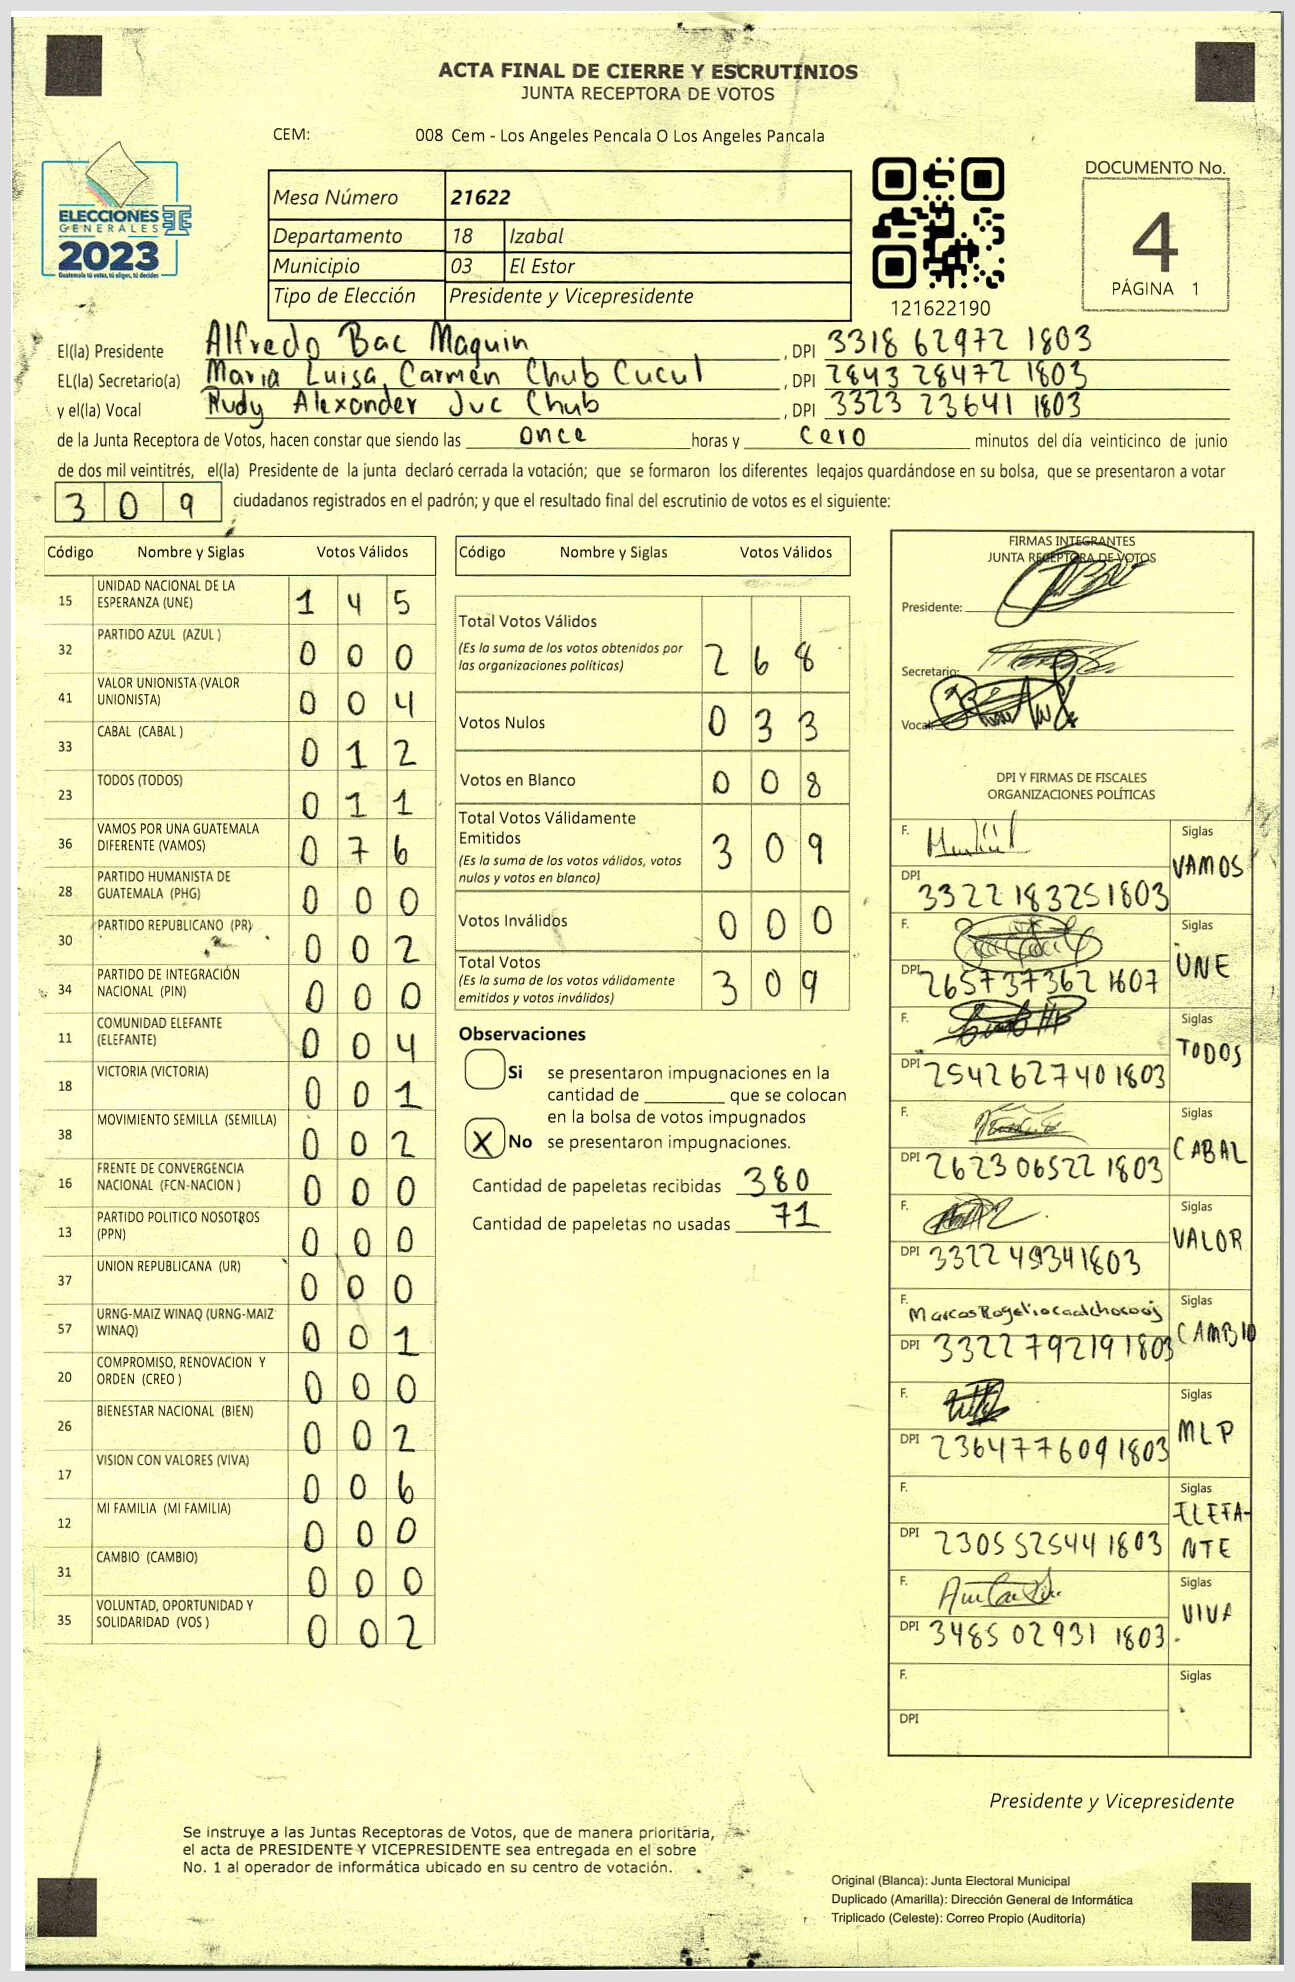 ACTA FINAL DE CIERRE Y ESCRUTINIOS
JUNTA RECEPTORA DE VOTOS
CEM: 008 Cem - Los Angeles Pencala O Los Angeles Pancala
ELECCIONES
GENERALES
2023
Guatemala tú votas, tú eliges, tú decides
Mesa Número 21622
Departamento 18 Izabal
Municipio 03 El Estor
Tipo de Elección Presidente y Vicepresidente
121622190
DOCUMENTO No.
4
PÁGINA 1
El(la) Presidente Alfredo Bac Maquin , DPI 3318 62972 1803
EL(la) Secretario(a) Maria Luisa Carmen Chub Cucul , DPI 2843 28472 1803
y el(la) Vocal Rudy Alexander Juc Chub , DPI 3323 23641 1803
de la Junta Receptora de Votos, hacen constar que siendo las once horas y cero minutos del día veinticinco de junio
de dos mil veintitrés, el(la) Presidente de la junta declaró cerrada la votación; que se formaron los diferentes legajos guardándose en su bolsa, que se presentaron a votar
309 ciudadanos registrados en el padrón; y que el resultado final del escrutinio de votos es el siguiente:
Código Nombre y Siglas Votos Válidos
15 UNIDAD NACIONAL DE LA ESPERANZA (UNE) 1 4 5
32 PARTIDO AZUL (AZUL ) 0 0 0
41 VALOR UNIONISTA (VALOR UNIONISTA) 0 0 4
33 CABAL (CABAL ) 0 1 2
23 TODOS (TODOS) 0 1 1
36 VAMOS POR UNA GUATEMALA DIFERENTE (VAMOS) 0 7 6
28 PARTIDO HUMANISTA DE GUATEMALA (PHG) 0 0 0
30 PARTIDO REPUBLICANO (PR) 0 0 2
34 PARTIDO DE INTEGRACIÓN NACIONAL (PIN) 0 0 0
11 COMUNIDAD ELEFANTE (ELEFANTE) 0 0 4
18 VICTORIA (VICTORIA) 0 0 1
38 MOVIMIENTO SEMILLA (SEMILLA) 0 0 2
16 FRENTE DE CONVERGENCIA NACIONAL (FCN-NACION ) 0 0 0
13 PARTIDO POLITICO NOSOTROS (PPN) 0 0 0
37 UNION REPUBLICANA (UR) 0 0 0
57 URNG-MAIZ WINAQ (URNG-MAIZ WINAQ) 0 0 1
20 COMPROMISO, RENOVACION Y ORDEN (CREO ) 0 0 0
26 BIENESTAR NACIONAL (BIEN) 0 0 2
17 VISION CON VALORES (VIVA) 0 0 6
12 MI FAMILIA (MI FAMILIA) 0 0 0
31 CAMBIO (CAMBIO) 0 0 0
35 VOLUNTAD, OPORTUNIDAD Y SOLIDARIDAD (VOS ) 0 0 2
Código Nombre y Siglas Votos Válidos
Total Votos Válidos
(Es la suma de los votos obtenidos por
las organizaciones políticas) 2 6 8
Votos Nulos 0 3 3
Votos en Blanco 0 0 8
Total Votos Válidamente
Emitidos
(Es la suma de los votos válidos, votos
nulos y votos en blanco) 3 0 9
Votos Inválidos 0 0 0
Total Votos
(Es la suma de los votos válidamente
emitidos y votos inválidos) 3 0 9
Observaciones
Si se presentaron impugnaciones en la
cantidad de ________ que se colocan
en la bolsa de votos impugnados
X No se presentaron impugnaciones.
Cantidad de papeletas recibidas 380
Cantidad de papeletas no usadas 71
FIRMAS INTEGRANTES
JUNTA RECEPTORA DE VOTOS
Presidente:
Secretario:
Vocal:
DPI Y FIRMAS DE FISCALES
ORGANIZACIONES POLÍTICAS
F. Siglas VAMOS
DPI 3322 18325 1803
F. Siglas UNE
DPI 2657 37362 1807
F. Siglas TODOS
DPI 2542 62740 1803
F. Siglas CABAL
DPI 2623 06522 1803
F. Siglas VALOR
DPI 3322 49341803
F. Marcos Rogelio Siglas CAMBIO
DPI 3322 79219 1803
F. Siglas MLP
DPI 2364 77609 1803
F. Siglas ELEFA-
DPI 2305 52544 1803 NTE
F. Siglas VIVA
DPI 3485 02931 1803
F. Siglas
DPI
Presidente y Vicepresidente
Se instruye a las Juntas Receptoras de Votos, que de manera prioritaria,
el acta de PRESIDENTE Y VICEPRESIDENTE sea entregada en el sobre
No. 1 al operador de informática ubicado en su centro de votación.
Original (Blanca): Junta Electoral Municipal
Duplicado (Amarilla): Dirección General de Informática
Triplicado (Celeste): Correo Propio (Auditoría)